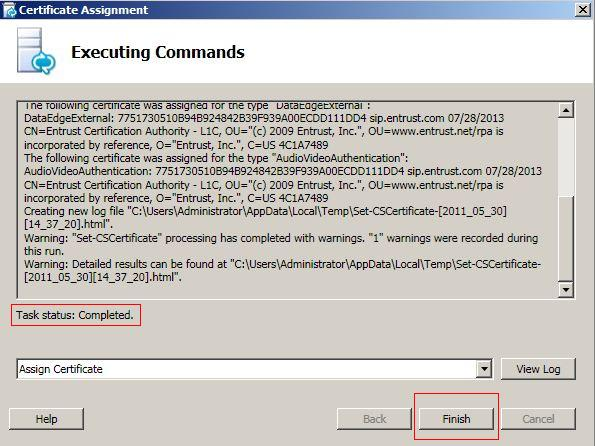 Certificate Assignment
Executing Commands
The following certificate was assigned for the type "DataEdgeExternal":
DataEdgeExternal: 7751730510B94B924842B39F939A00ECDD111DD4 sip.entrust.com 07/28/2013
CN=Entrust Certification Authority - L1C, OU="(c) 2009 Entrust, Inc.", OU=www.entrust.net/rpa is
incorporated by reference, O="Entrust, Inc.", C=US 4C1A7489
The following certificate was assigned for the type "AudioVideoAuthentication":
AudioVideoAuthentication: 7751730510B94B924842B39F939A00ECDD111DD4 sip.entrust.com 07/28/2013
CN=Entrust Certification Authority - L1C, OU="(c) 2009 Entrust, Inc.", OU=www.entrust.net/rpa is
incorporated by reference, O="Entrust, Inc.", C=US 4C1A7489
Creating new log file "C:\Users\Administrator\AppData\Local\Temp\Set-CSCertificate-[2011_05_30]
[14_37_20].html".
Warning: "Set-CSCertificate" processing has completed with warnings. "1" warnings were recorded during
this run.
Warning: Detailed results can be found at "C:\Users\Administrator\AppData\Local\Temp\Set-CSCertificate-
[2011_05_30][14_37_20].html".
Task status: Completed.
Assign Certificate
View Log
Help
Back
Finish
Cancel